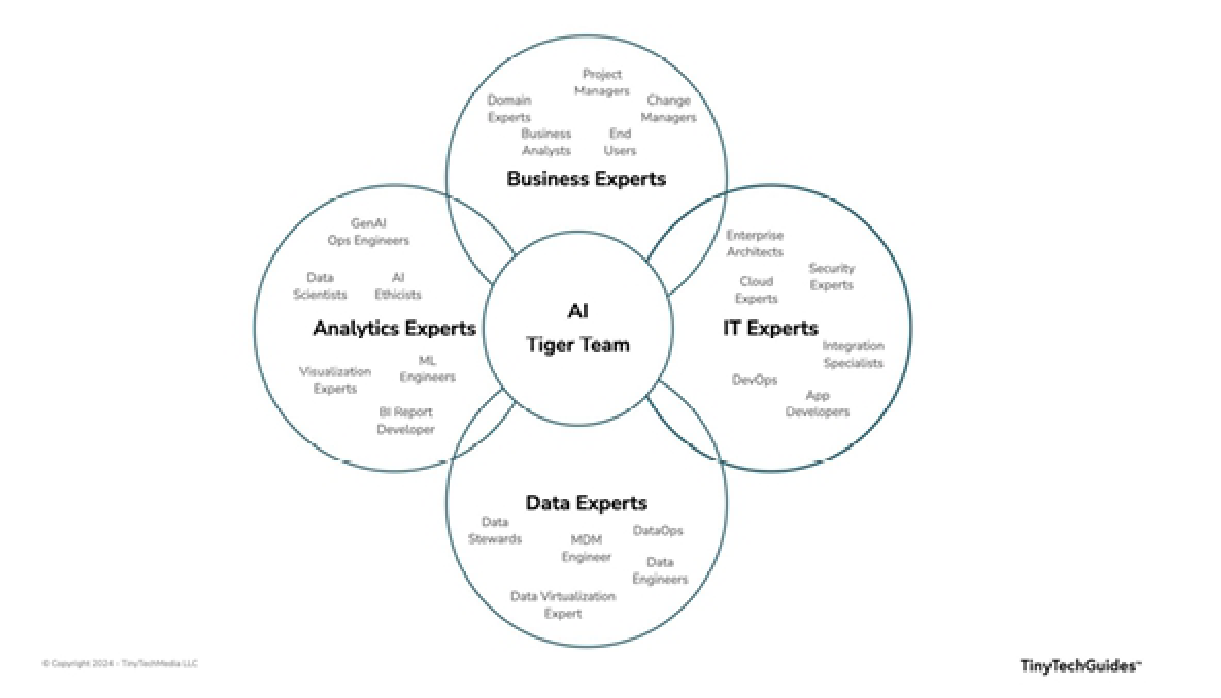 Project
Managers
Domain
Experts
Change
Managers
Business
Analysts
End
Users
Business Experts
GenAI
Ops Engineers
Data
Scientists
AI
Ethicists
Analytics Experts
Visualization
Experts
ML
Engineers
BI Report
Developer
AI
Tiger Team
Enterprise
Architects
Security
Experts
Cloud
Experts
IT Experts
Integration
Specialists
DevOps
App
Developers
Data Experts
Data
Stewards
MDM
Engineer
DataOps
Data
Engineers
Data Virtualization
Expert
© Copyright 2024 - TinyTechMedia LLC
TinyTechGuides™